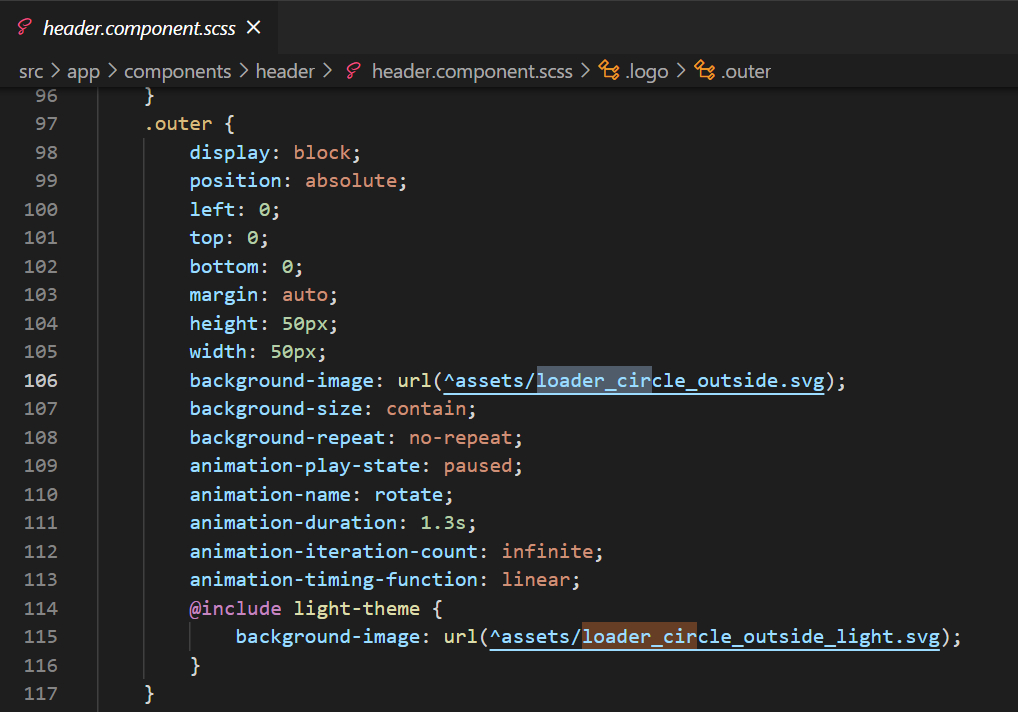 header.component.scss
src > app > components > header > header.component.scss > .logo > .outer
96 }
97 .outer {
98 display: block;
99 position: absolute;
100 left: 0;
101 top: 0;
102 bottom: 0;
103 margin: auto;
104 height: 50px;
105 width: 50px;
106 background-image: url(^assets/loader_circle_outside.svg);
107 background-size: contain;
108 background-repeat: no-repeat;
109 animation-play-state: paused;
110 animation-name: rotate;
111 animation-duration: 1.3s;
112 animation-iteration-count: infinite;
113 animation-timing-function: linear;
114 @include light-theme {
115 background-image: url(^assets/loader_circle_outside_light.svg);
116 }
117 }